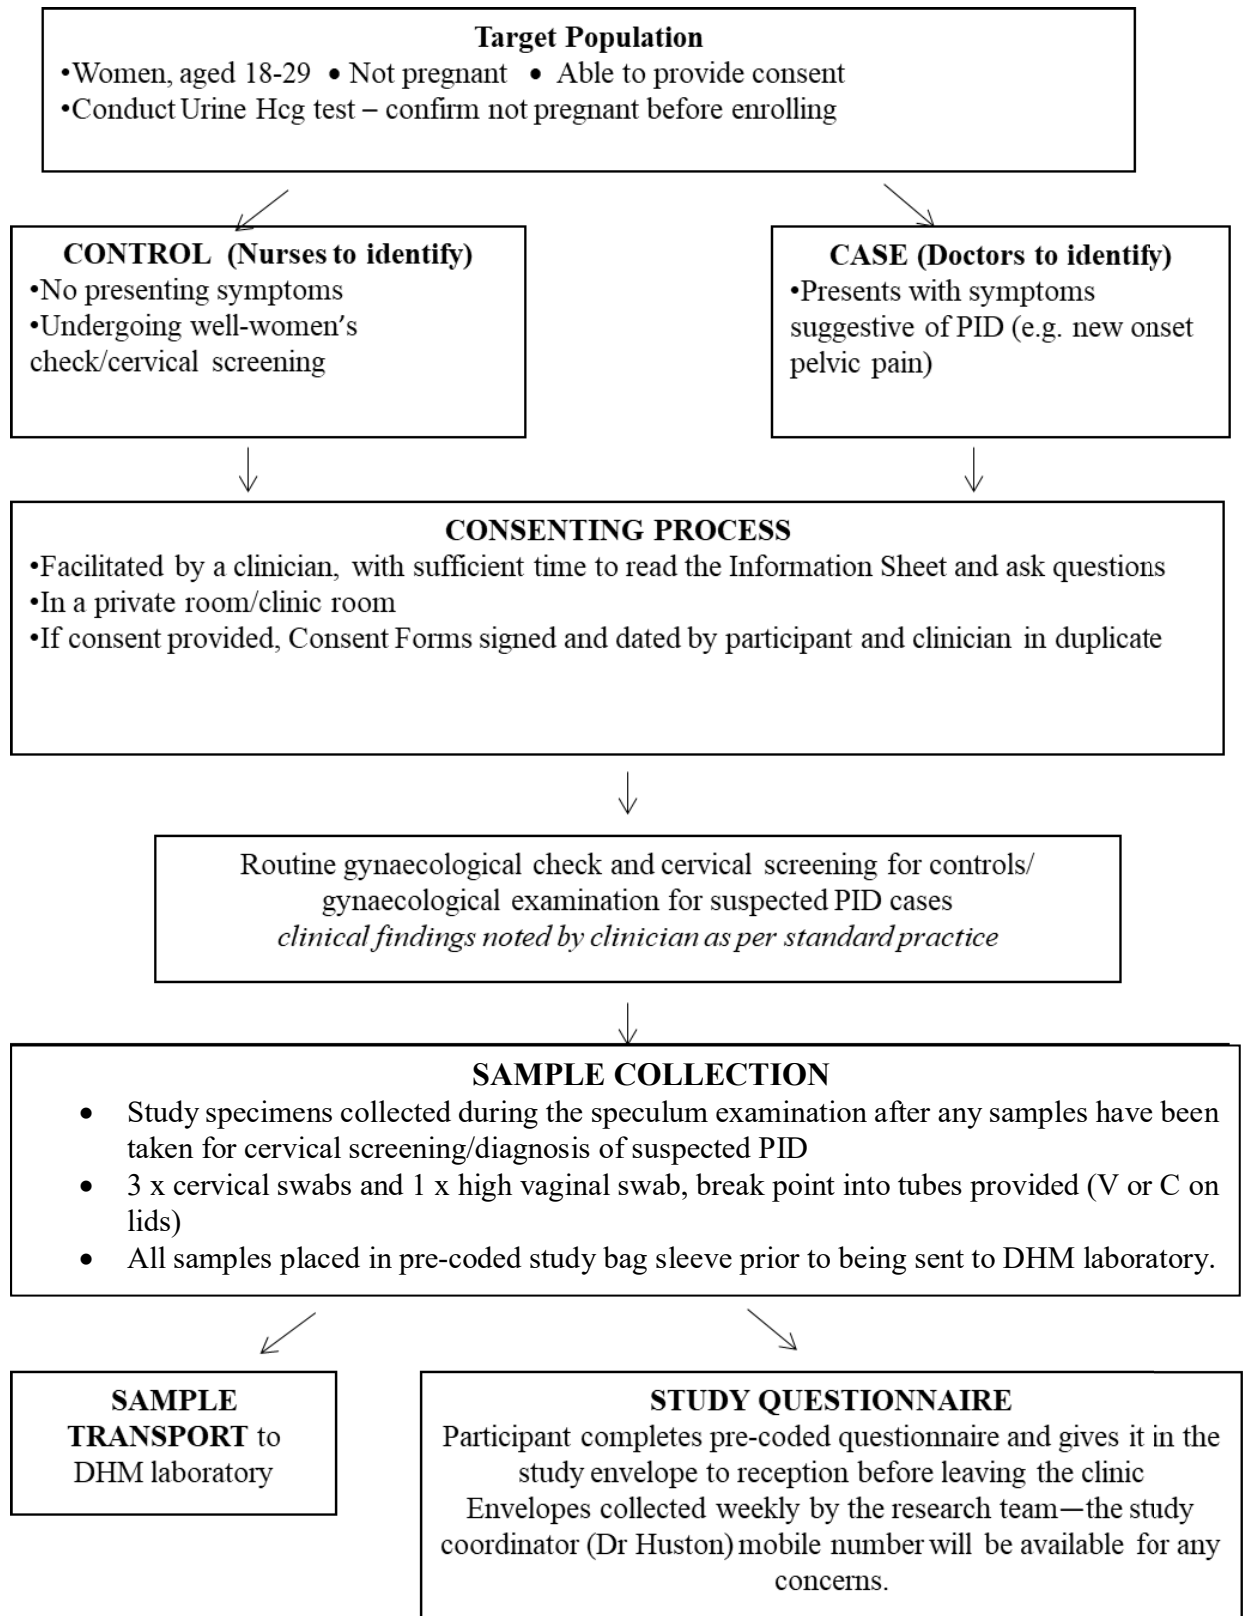 Target Population
•Women, aged 18-29 • Not pregnant • Able to provide consent
•Conduct Urine Hcg test – confirm not pregnant before enrolling
CONTROL (Nurses to identify)
•No presenting symptoms
•Undergoing well-women's
check/cervical screening
CASE (Doctors to identify)
•Presents with symptoms
suggestive of PID (e.g. new onset
pelvic pain)
CONSENTING PROCESS
•Facilitated by a clinician, with sufficient time to read the Information Sheet and ask questions
•In a private room/clinic room
•If consent provided, Consent Forms signed and dated by participant and clinician in duplicate
Routine gynaecological check and cervical screening for controls/
gynaecological examination for suspected PID cases
clinical findings noted by clinician as per standard practice
SAMPLE COLLECTION
• Study specimens collected during the speculum examination after any samples have been
taken for cervical screening/diagnosis of suspected PID
• 3 x cervical swabs and 1 x high vaginal swab, break point into tubes provided (V or C on
lids)
• All samples placed in pre-coded study bag sleeve prior to being sent to DHM laboratory.
SAMPLE
TRANSPORT to
DHM laboratory
STUDY QUESTIONNAIRE
Participant completes pre-coded questionnaire and gives it in the
study envelope to reception before leaving the clinic
Envelopes collected weekly by the research team—the study
coordinator (Dr Huston) mobile number will be available for any
concerns.